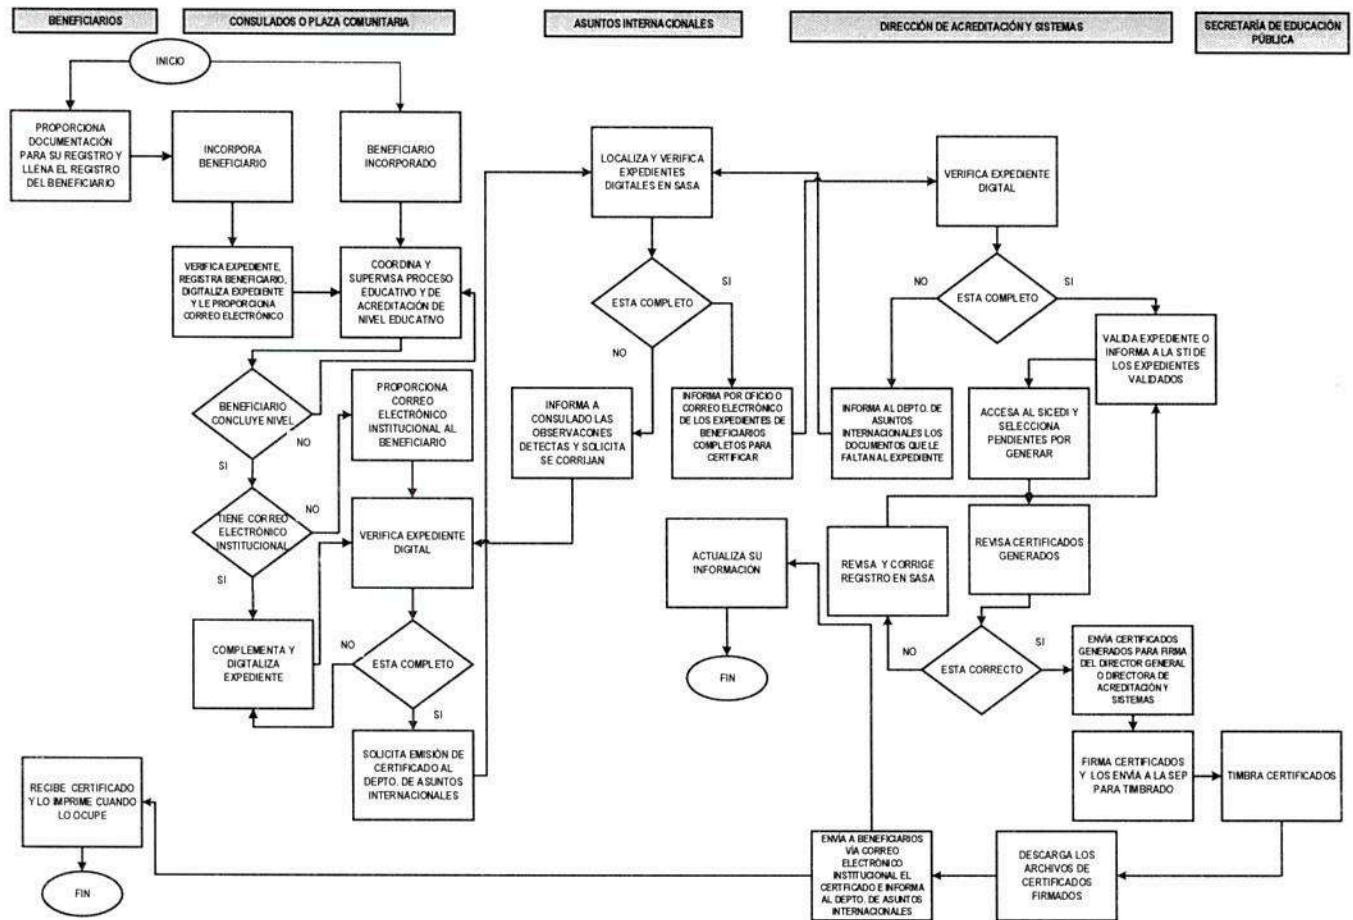 BENEFICIARIOS
CONSULADOS O PLAZA COMUNITARIA
ASUNTOS INTERNACIONALES
DIRECCIÓN DE ACREDITACIÓN Y SISTEMAS
SECRETARÍA DE EDUCACIÓN
PÚBLICA
INICIO
PROPORCIONA
DOCUMENTACIÓN
PARA SU REGISTRO Y
LLENA EL REGISTRO
DEL BENEFICIARIO
INCORPORA
BENEFICIARIO
BENEFICIARIO
INCORPORADO
VERIFICA EXPEDIENTE,
REGISTRA BENEFICIARIO,
DIGITALIZA EXPEDIENTE
Y LE PROPORCIONA
CORREO ELECTRÓNICO
COORDINA Y
SUPERVISA PROCESO
EDUCATIVO Y DE
ACREDITACIÓN DE
NIVEL EDUCATIVO
BENEFICIARIO
CONCLUYE NIVEL
NO
SI
PROPORCIONA
CORREO
ELECTRÓNICO
INSTITUCIONAL AL
BENEFICIARIO
TIENE CORREO
ELECTRÓNICO
INSTITUCIONAL
NO
SI
VERIFICA EXPEDIENTE
DIGITAL
COMPLEMENTA Y
DIGITALIZA
EXPEDIENTE
NO
ESTA COMPLETO
SI
SOLICITA EMISIÓN DE
CERTIFICADO AL
DEPTO. DE ASUNTOS
INTERNACIONALES
RECIBE CERTIFICADO
Y LO IMPRIME CUANDO
LO OCUPE
FIN
LOCALIZA Y VERIFICA
EXPEDIENTES
DIGITALES EN SASA
ESTA COMPLETO
SI
NO
INFORMA A
CONSULADO LAS
OBSERVACONES
DETECTAS Y SOLICITA
SE CORRIJAN
INFORMA POR OFICIO O
CORREO ELECTRÓNICO
DE LOS EXPEDIENTES DE
BENEFICIARIOS
COMPLETOS PARA
CERTIFICAR
ACTUALIZA SU
INFORMACIÓN
FIN
VERIFICA EXPEDIENTE
DIGITAL
NO
ESTA COMPLETO
SI
INFORMA AL DEPTO. DE
ASUNTOS
INTERNACIONALES LOS
DOCUMENTOS QUE LE
FALTAN AL EXPEDIENTE
VALIDA EXPEDIENTE O
INFORMA A LA STI DE
LOS EXPEDIENTES
VALIDADOS
ACCESA AL SICEDI Y
SELECCIONA
PENDIENTES POR
GENERAR
REVISA CERTIFICADOS
GENERADOS
REVISA Y CORRIGE
REGISTRO EN SASA
NO
ESTA CORRECTO
SI
ENVÍA CERTIFICADOS
GENERADOS PARA FIRMA
DEL DIRECTOR GENERAL
O DIRECTORA DE
ACREDITACIÓN Y
SISTEMAS
FIRMA CERTIFICADOS
Y LOS ENVÍA A LA SEP
PARA TIMBRADO
TIMBRA CERTIFICADOS
DESCARGA LOS
ARCHIVOS DE
CERTIFICADOS
FIRMADOS
ENVÍA A BENEFICIARIOS
VÍA CORREO
ELECTRÓNICO
INSTITUCIONAL EL
CERTFICADO E INFORMA
AL DEPTO. DE ASUNTOS
INTERNACIONALES